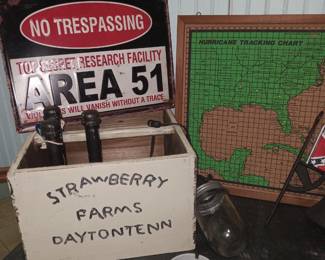 NO TRESPASSING
TOP SECRET RESEARCH FACILITY
AREA 51
VIOLATORS WILL VANISH WITHOUT A TRACE
HURRICANE TRACKING CHART
STRAWBERRY
FARMS
DAYTONTENN